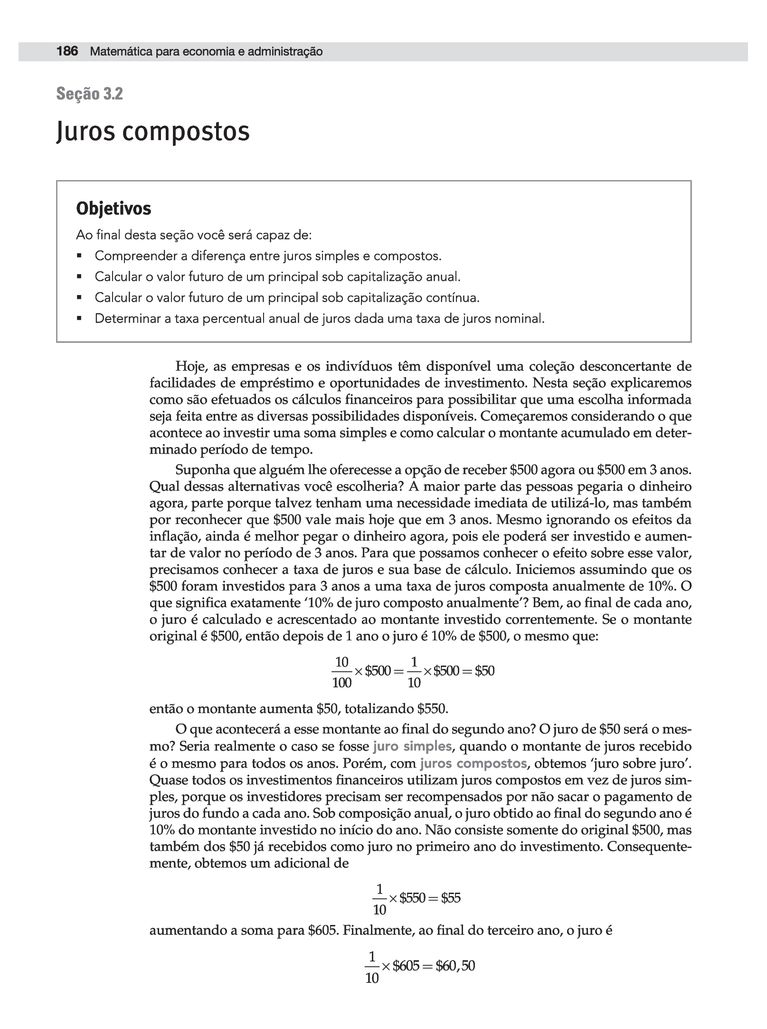 186 Matemática para economia e administração
Seção 3.2
Juros compostos
Objetivos
Ao final desta seção você será capaz de:
▪ Compreender a diferença entre juros simples e compostos.
▪ Calcular o valor futuro de um principal sob capitalização anual.
▪ Calcular o valor futuro de um principal sob capitalização contínua.
▪ Determinar a taxa percentual anual de juros dada uma taxa de juros nominal.
Hoje, as empresas e os indivíduos têm disponível uma coleção desconcertante de
facilidades de empréstimo e oportunidades de investimento. Nesta seção explicaremos
como são efetuados os cálculos financeiros para possibilitar que uma escolha informada
seja feita entre as diversas possibilidades disponíveis. Começaremos considerando o que
acontece ao investir uma soma simples e como calcular o montante acumulado em deter-
minado período de tempo.
Suponha que alguém lhe oferecesse a opção de receber $500 agora ou $500 em 3 anos.
Qual dessas alternativas você escolheria? A maior parte das pessoas pegaria o dinheiro
agora, parte porque talvez tenham uma necessidade imediata de utilizá-lo, mas também
por reconhecer que $500 vale mais hoje que em 3 anos. Mesmo ignorando os efeitos da
inflação, ainda é melhor pegar o dinheiro agora, pois ele poderá ser investido e aumen-
tar de valor no período de 3 anos. Para que possamos conhecer o efeito sobre esse valor,
precisamos conhecer a taxa de juros e sua base de cálculo. Iniciemos assumindo que os
$500 foram investidos para 3 anos a uma taxa de juros composta anualmente de 10%. O
que significa exatamente ‘10% de juro composto anualmente’? Bem, ao final de cada ano,
o juro é calculado e acrescentado ao montante investido correntemente. Se o montante
original é $500, então depois de 1 ano o juro é 10% de $500, o mesmo que:
10/100 × $500 = 1/10 × $500 = $50
então o montante aumenta $50, totalizando $550.
O que acontecerá a esse montante ao final do segundo ano? O juro de $50 será o mes-
mo? Seria realmente o caso se fosse juro simples, quando o montante de juros recebido
é o mesmo para todos os anos. Porém, com juros compostos, obtemos ‘juro sobre juro’.
Quase todos os investimentos financeiros utilizam juros compostos em vez de juros sim-
ples, porque os investidores precisam ser recompensados por não sacar o pagamento de
juros do fundo a cada ano. Sob composição anual, o juro obtido ao final do segundo ano é
10% do montante investido no início do ano. Não consiste somente do original $500, mas
também dos $50 já recebidos como juro no primeiro ano do investimento. Consequente-
mente, obtemos um adicional de
1/10 × $550 = $55
aumentando a soma para $605. Finalmente, ao final do terceiro ano, o juro é
1/10 × $605 = $60,50